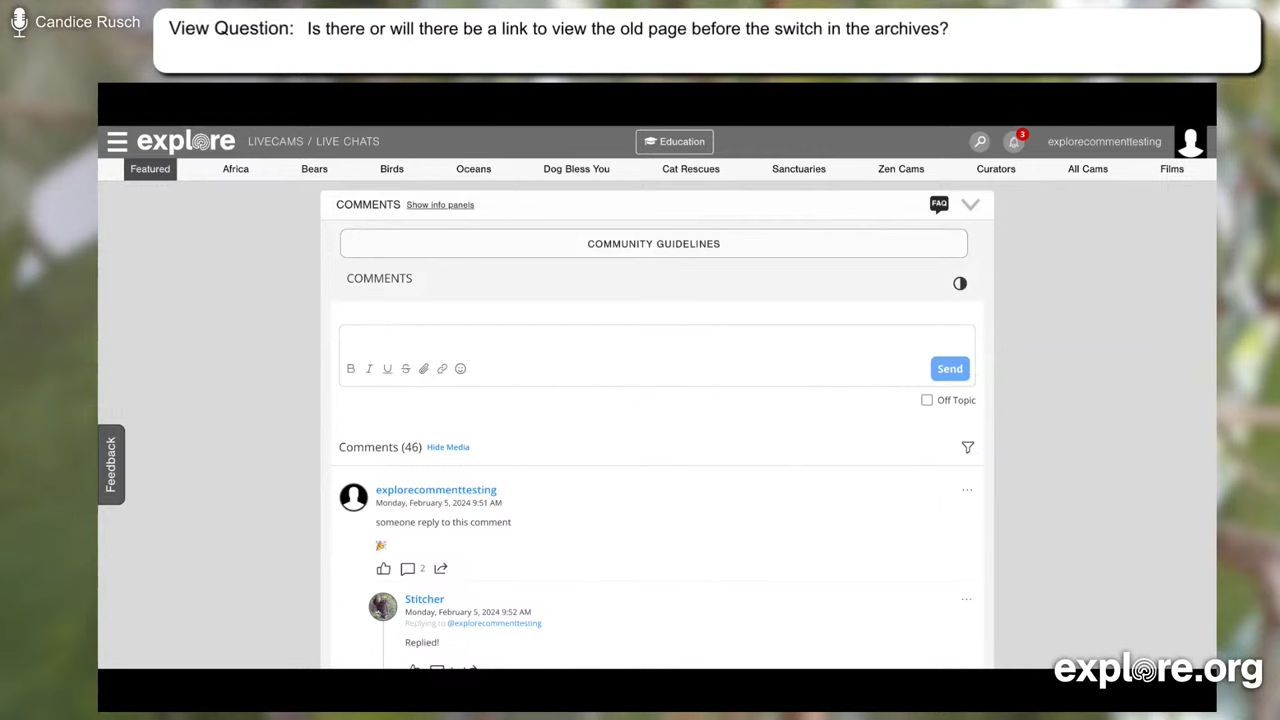 Candice Rusch
View Question: Is there or will there be a link to view the old page before the switch in the archives?
explore LIVECAMS / LIVE CHATS Education 3 explorecommenttesting
Featured Africa Bears Birds Oceans Dog Bless You Cat Rescues Sanctuaries Zen Cams Curators All Cams Films
COMMENTS Show info panels FAQ
COMMUNITY GUIDELINES
COMMENTS
B I U S Send
Off Topic
Comments (46) Hide Media
Feedback
explorecommenttesting ...
Monday, February 5, 2024 9:51 AM
someone reply to this comment
2
Stitcher ...
Monday, February 5, 2024 9:52 AM
Replying to @explorecommenttesting
Replied!
explore.org